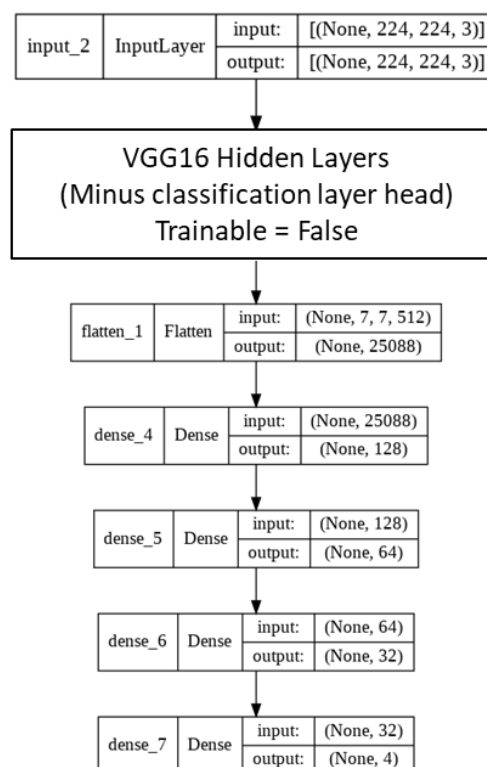 input_2 InputLayer input: [(None, 224, 224, 3)]
output: [(None, 224, 224, 3)]
VGG16 Hidden Layers
(Minus classification layer head)
Trainable = False
flatten_1 Flatten input: (None, 7, 7, 512)
output: (None, 25088)
dense_4 Dense input: (None, 25088)
output: (None, 128)
dense_5 Dense input: (None, 128)
output: (None, 64)
dense_6 Dense input: (None, 64)
output: (None, 32)
dense_7 Dense input: (None, 32)
output: (None, 4)